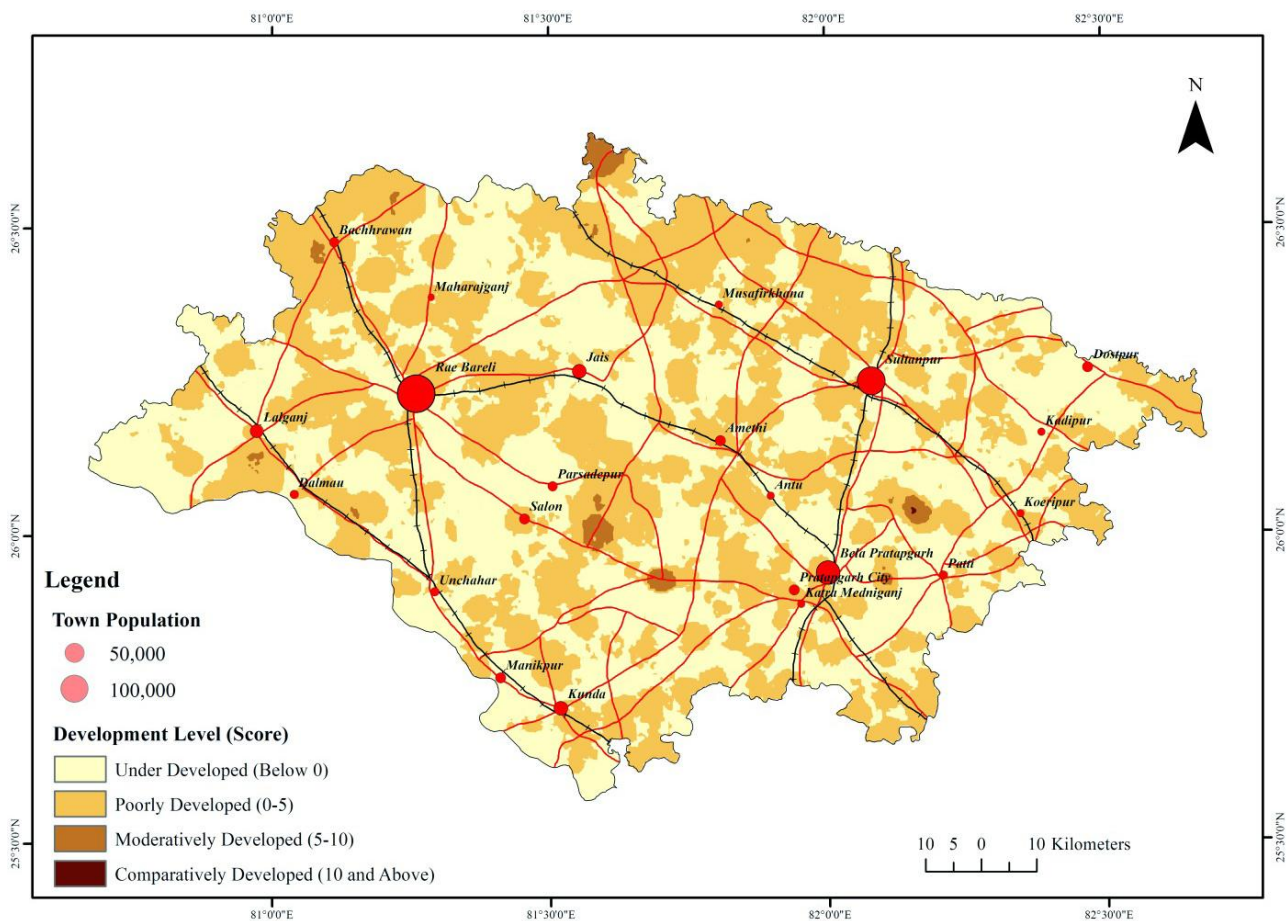 81°0'0"E
81°30'0"E
82°0'0"E
82°30'0"E
N
26°30'0"N
26°30'0"N
Bachhrawan
Maharajganj
Musafirkhana
Rae Bareli
Jais
Sultanpur
Dostpur
Lalganj
Amethi
Kadipur
Dalmau
Parsadepur
Antu
Salon
Koeripur
26°0'0"N
26°0'0"N
Bela Pratapgarh
Unchahar
Pratapgarh City
Patti
Katra Medniganj
Manikpur
Kunda
Legend
Town Population
50,000
100,000
Development Level (Score)
Under Developed (Below 0)
Poorly Developed (0-5)
Moderatively Developed (5-10)
Comparatively Developed (10 and Above)
25°30'0"N
25°30'0"N
10 5 0 10 Kilometers
81°0'0"E
81°30'0"E
82°0'0"E
82°30'0"E